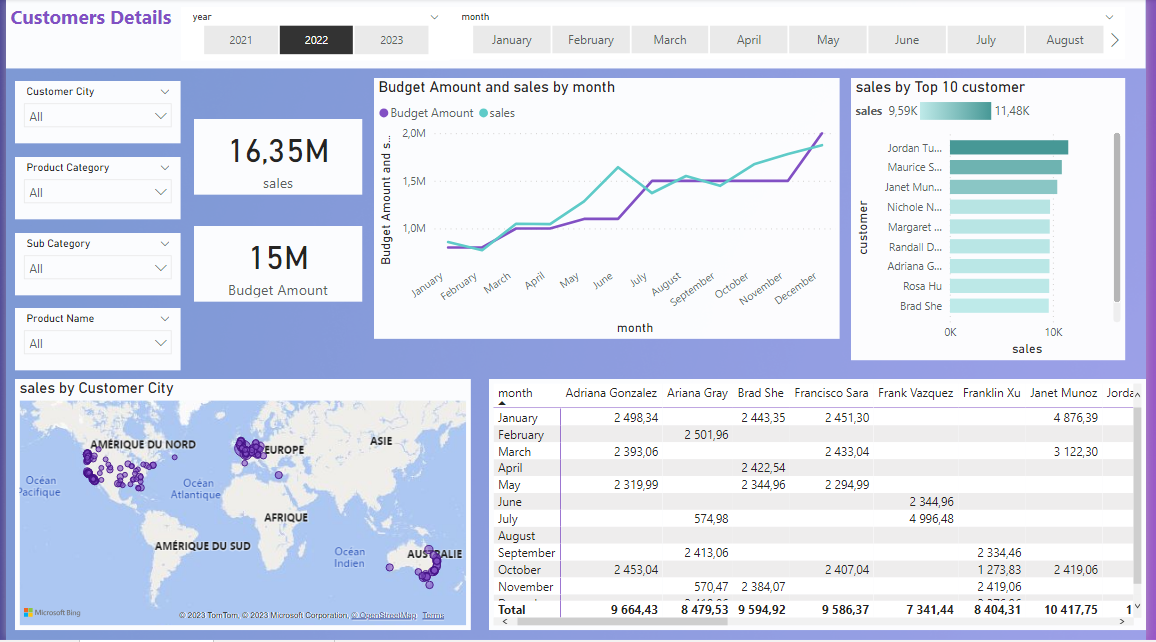 Customers Details
year
2021 2022 2023
month
January February March April May June July August
Customer City
All
Product Category
All
Sub Category
All
Product Name
All
16,35M
sales
15M
Budget Amount
Budget Amount and sales by month
Budget Amount sales
Budget Amount and s...
2,0M
1,5M
1,0M
January February March April May June July August September October November December
month
sales by Top 10 customer
sales 9,59K 11,48K
customer
Jordan Tu...
Maurice S...
Janet Mun...
Nichole N...
Margaret ...
Randall D...
Adriana G...
Rosa Hu
Brad She
0K 10K
sales
sales by Customer City
AMÉRIQUE DU NORD
EUROPE
ASIE
Océan
Pacifique
Océan
Atlantique
AFRIQUE
AMÉRIQUE DU SUD
Océan
Indien
AUSTRALIE
Microsoft Bing
© 2023 TomTom, © 2023 Microsoft Corporation, © OpenStreetMap Terms
month Adriana Gonzalez Ariana Gray Brad She Francisco Sara Frank Vazquez Franklin Xu Janet Munoz Jorda
January 2 498,34 2 443,35 2 451,30 4 876,39
February 2 501,96
March 2 393,06 2 433,04 3 122,30
April 2 422,54
May 2 319,99 2 344,96 2 294,99
June 2 344,96
July 574,98 4 996,48
August
September 2 413,06 2 334,46
October 2 453,04 2 407,04 1 273,83 2 419,06
November 570,47 2 384,07 2 419,06
Total 9 664,43 8 479,53 9 594,92 9 586,37 7 341,44 8 404,31 10 417,75 1